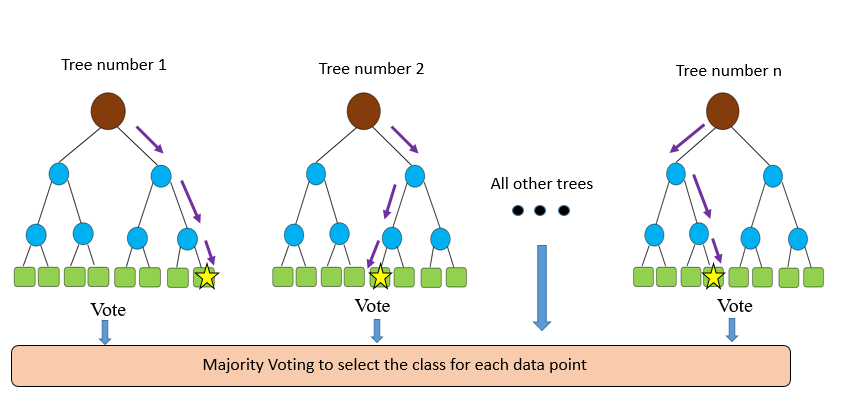 Tree number 1
Tree number 2
Tree number n
All other trees
Vote
Vote
Vote
Majority Voting to select the class for each data point